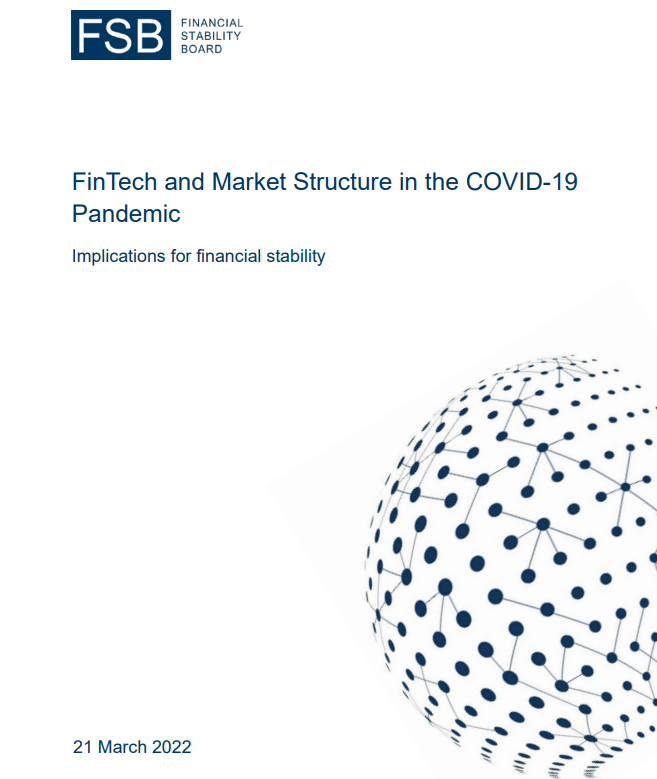 FSB
FINANCIAL
STABILITY
BOARD
FinTech and Market Structure in the COVID-19
Pandemic
Implications for financial stability
21 March 2022